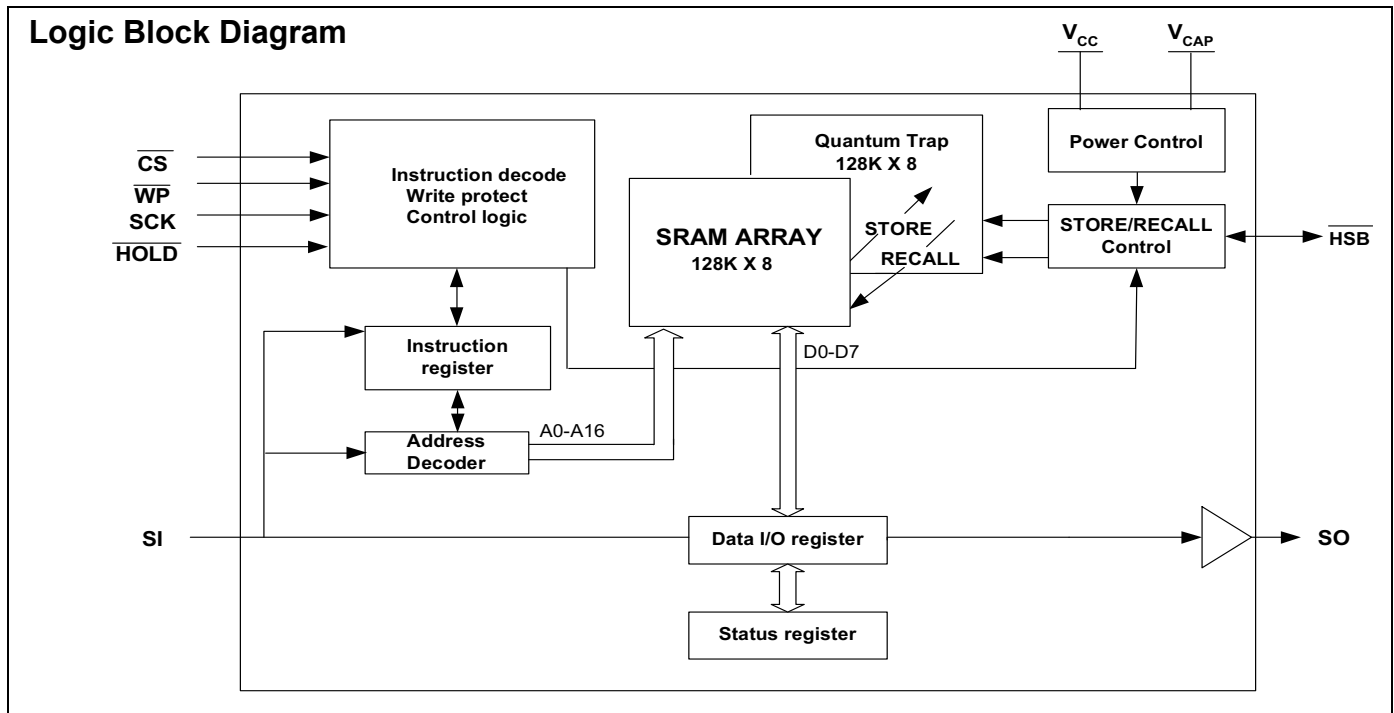 Logic Block Diagram
V_CC
V_CAP
Quantum Trap
128K X 8
Power Control
CS
WP
SCK
HOLD
Instruction decode
Write protect
Control logic
SRAM ARRAY
128K X 8
STORE
RECALL
STORE/RECALL
Control
HSB
Instruction
register
D0-D7
A0-A16
Address
Decoder
SI
Data I/O register
SO
Status register